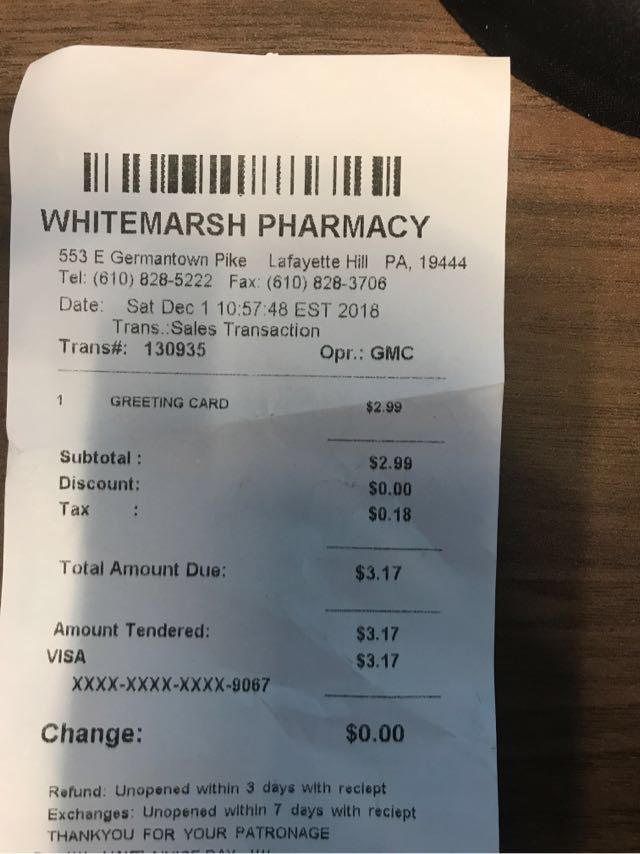 WHITEMARSH PHARMACY
553 E Germantown Pike Lafayette Hill PA, 19444
Tel: (610) 828-5222 Fax: (610) 828-3706
Date: Sat Dec 1 10:57:48 EST 2018
Trans.:Sales Transaction
Trans#: 130935 Opr.: GMC
1 GREETING CARD $2.99
Subtotal : $2.99
Discount: $0.00
Tax : $0.18
Total Amount Due: $3.17
Amount Tendered: $3.17
VISA $3.17
XXXX-XXXX-XXXX-9067
Change: $0.00
Refund: Unopened within 3 days with reciept
Exchanges: Unopened within 7 days with reciept
THANKYOU FOR YOUR PATRONAGE